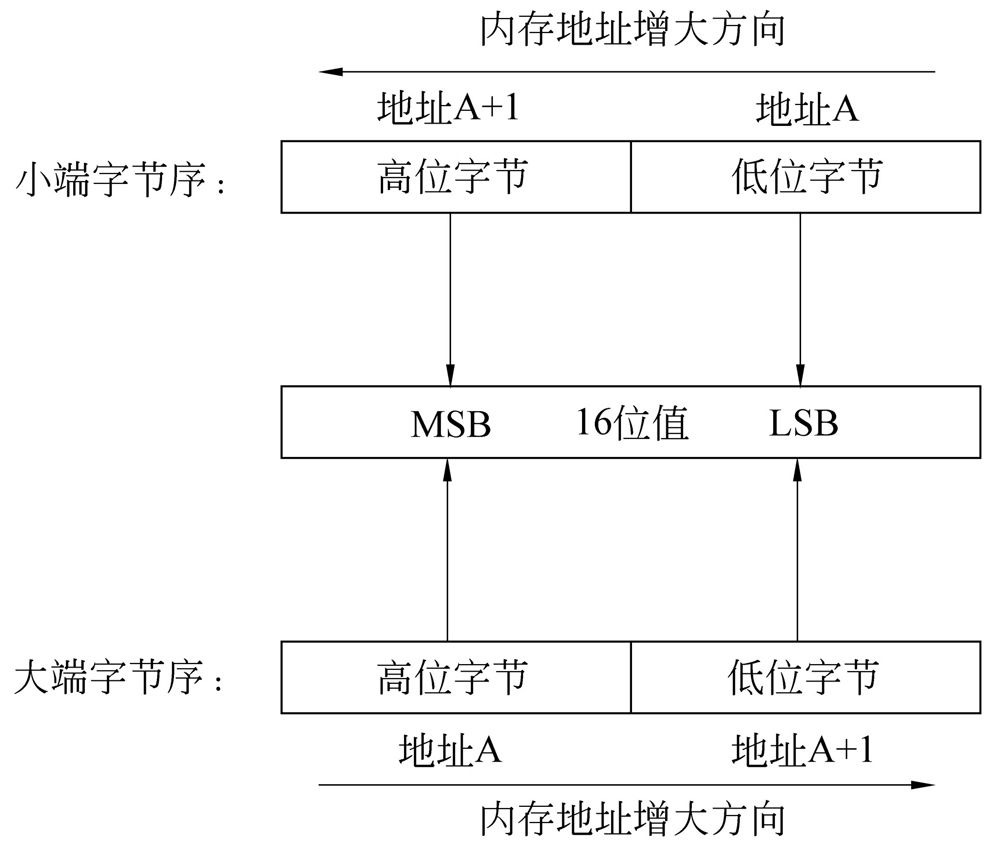 内存地址增大方向
地址A+1 地址A
小端字节序: 高位字节 低位字节
MSB 16位值 LSB
大端字节序: 高位字节 低位字节
地址A 地址A+1
内存地址增大方向